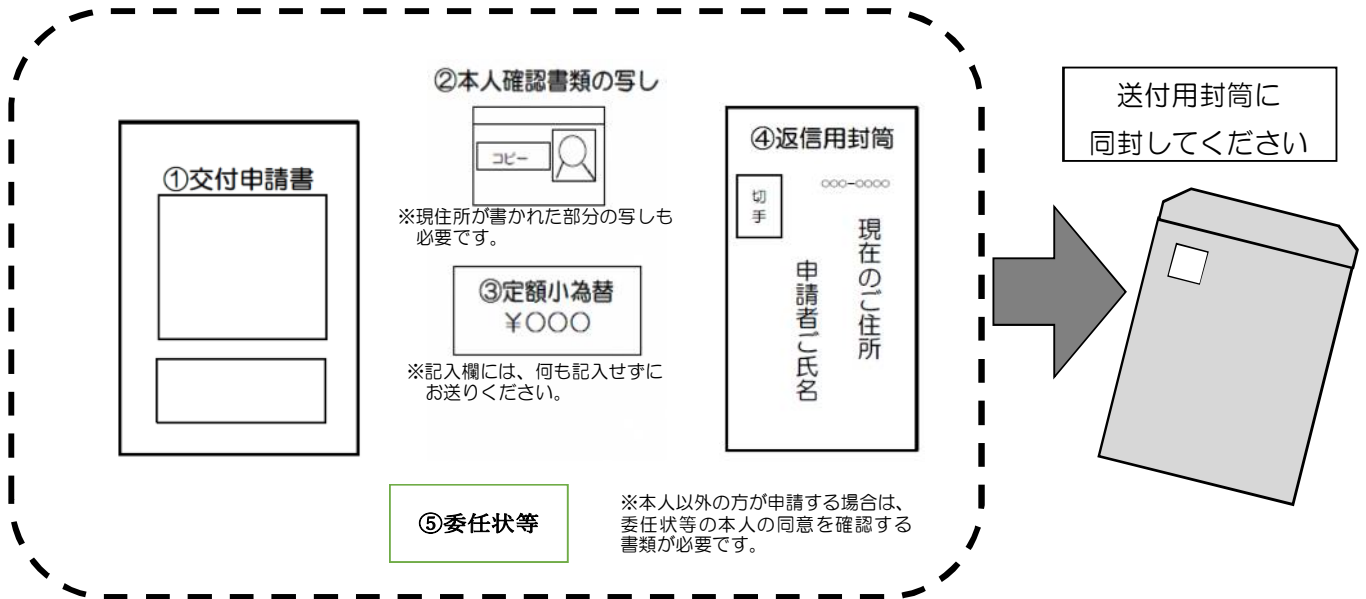 ①交付申請書
②本人確認書類の写し
コピー
※現住所が書かれた部分の写しも
必要です。
③定額小為替
￥〇〇〇
※記入欄には、何も記入せずに
お送りください。
④返信用封筒
切手
○○○-○○○○
現在のご住所
申請者ご氏名
⑤委任状等
※本人以外の方が申請する場合は、
委任状等の本人の同意を確認する
書類が必要です。
送付用封筒に
同封してください